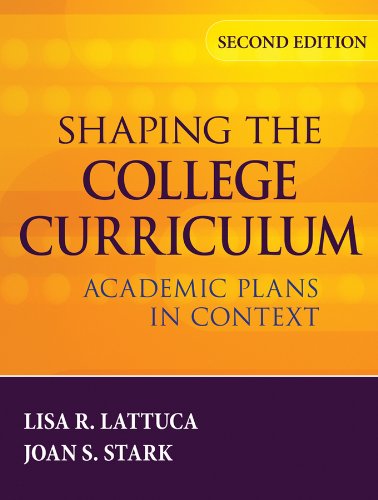 SECOND EDITION
SHAPING THE
COLLEGE
CURRICULUM
ACADEMIC PLANS
IN CONTEXT
LISA R. LATTUCA
JOAN S. STARK